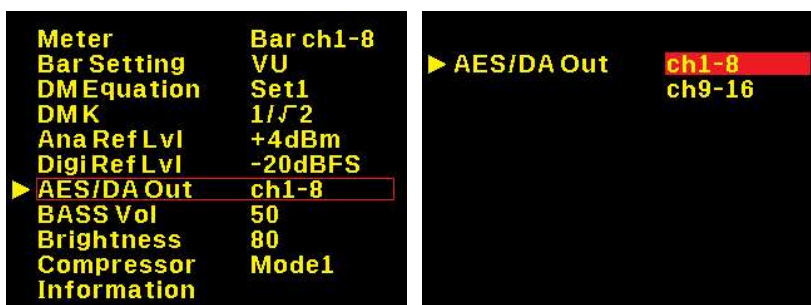 Meter Bar ch1-8
Bar Setting VU
DM Equation Set1
DM K 1/√2
Ana Ref Lvl +4dBm
Digi Ref Lvl -20dBFS
▶ AES/DA Out ch1-8
BASS Vol 50
Brightness 80
Compressor Mode1
Information
▶ AES/DA Out ch1-8
ch9-16